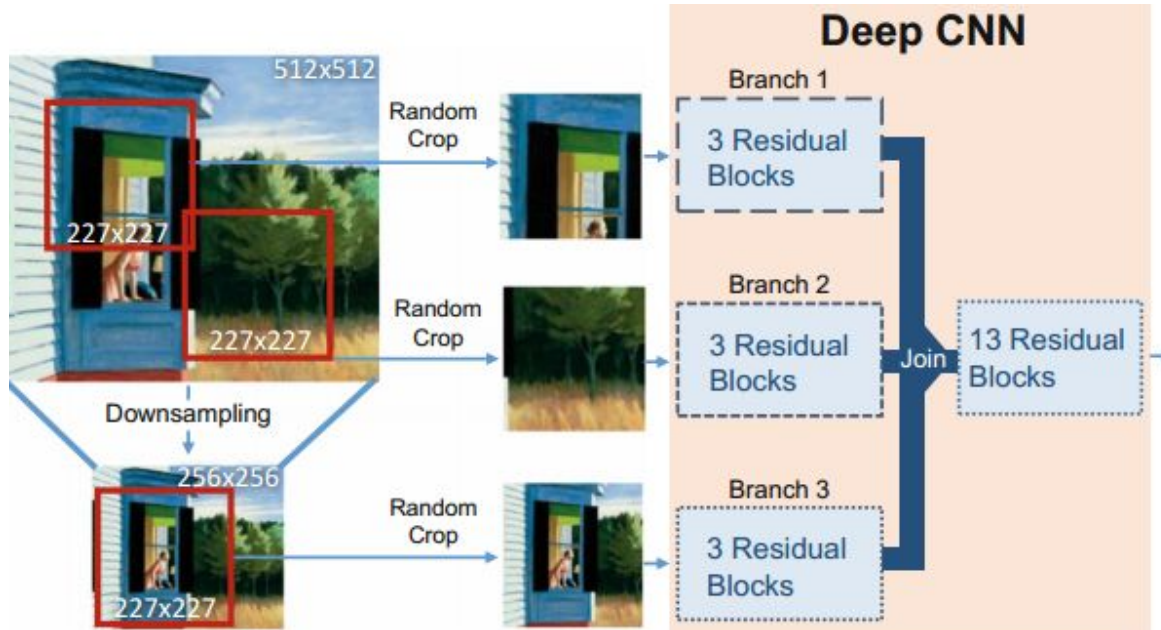 Deep CNN
512x512
227x227
227x227
Random
Crop
Branch 1
3 Residual
Blocks
Random
Crop
Branch 2
3 Residual
Blocks
Join
13 Residual
Blocks
Downsampling
256x256
227x227
Random
Crop
Branch 3
3 Residual
Blocks